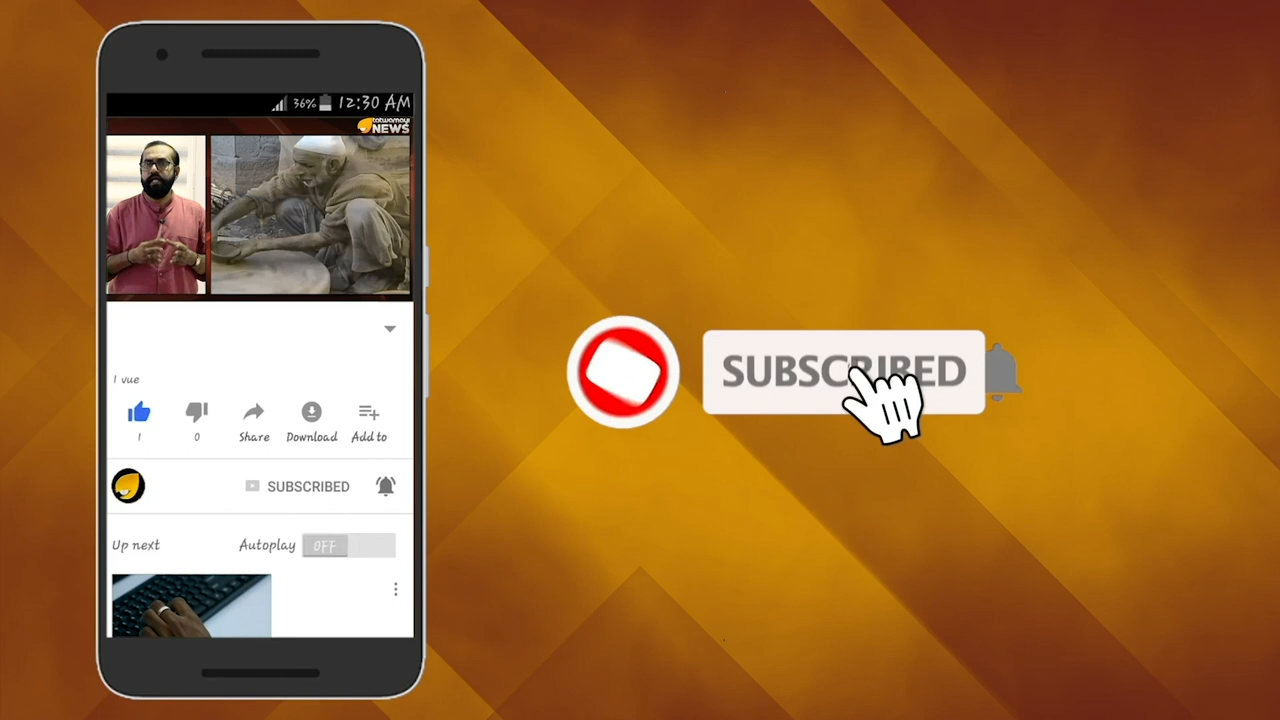 36% 12:30 AM
tatwamayi
NEWS
1 vue
1
0
Share
Download
Add to
SUBSCRIBED
Up next
Autoplay
OFF
SUBSCRIBED